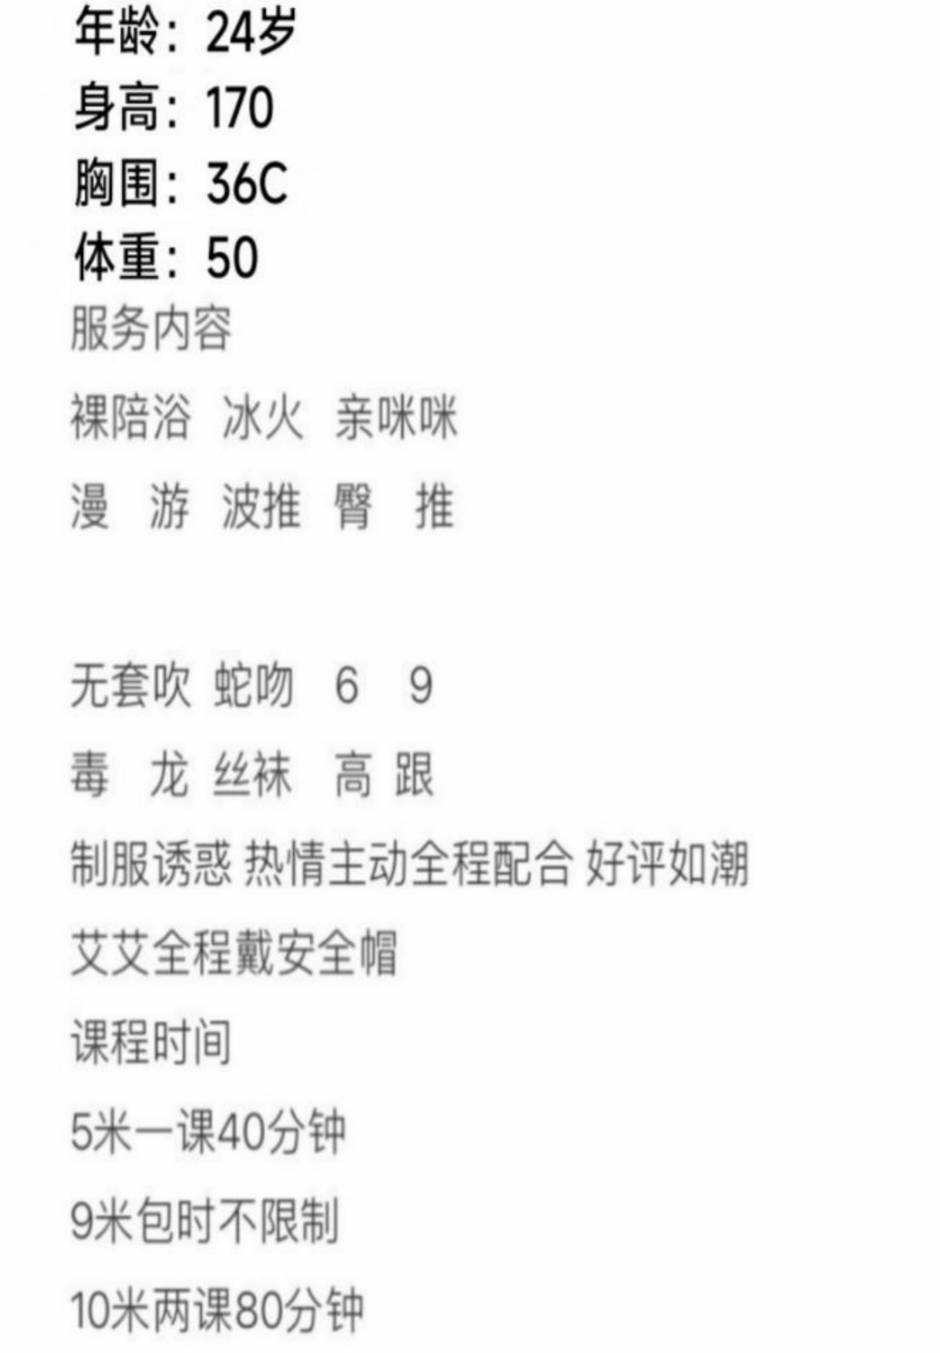 年龄：24岁
身高：170
胸围：36C
体重：50
服务内容
裸陪浴 冰火 亲咪咪
漫 游 波推 臀 推
无套吹 蛇吻 6 9
毒 龙 丝袜 高 跟
制服诱惑 热情主动全程配合 好评如潮
艾艾全程戴安全帽
课程时间
5米一课40分钟
9米包时不限制
10米两课80分钟